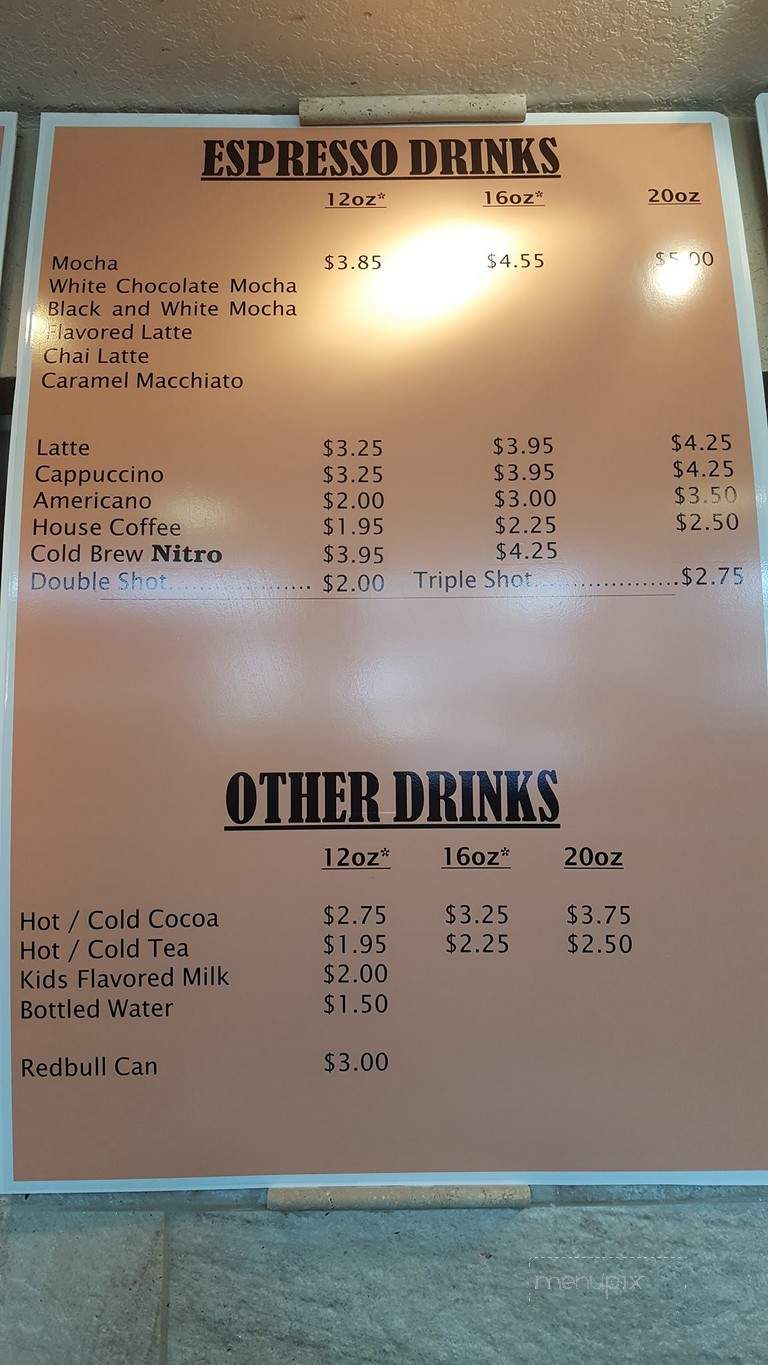 ESPRESSO DRINKS
12oz* 16oz* 20oz
Mocha $3.85 $4.55 $5.00
White Chocolate Mocha
Black and White Mocha
Flavored Latte
Chai Latte
Caramel Macchiato
Latte $3.25 $3.95 $4.25
Cappuccino $3.25 $3.95 $4.25
Americano $2.00 $3.00 $3.50
House Coffee $1.95 $2.25 $2.50
Cold Brew Nitro $3.95 $4.25
Double Shot.................... $2.00 Triple Shot...................$2.75
OTHER DRINKS
12oz* 16oz* 20oz
Hot / Cold Cocoa $2.75 $3.25 $3.75
Hot / Cold Tea $1.95 $2.25 $2.50
Kids Flavored Milk $2.00
Bottled Water $1.50
Redbull Can $3.00
menupix